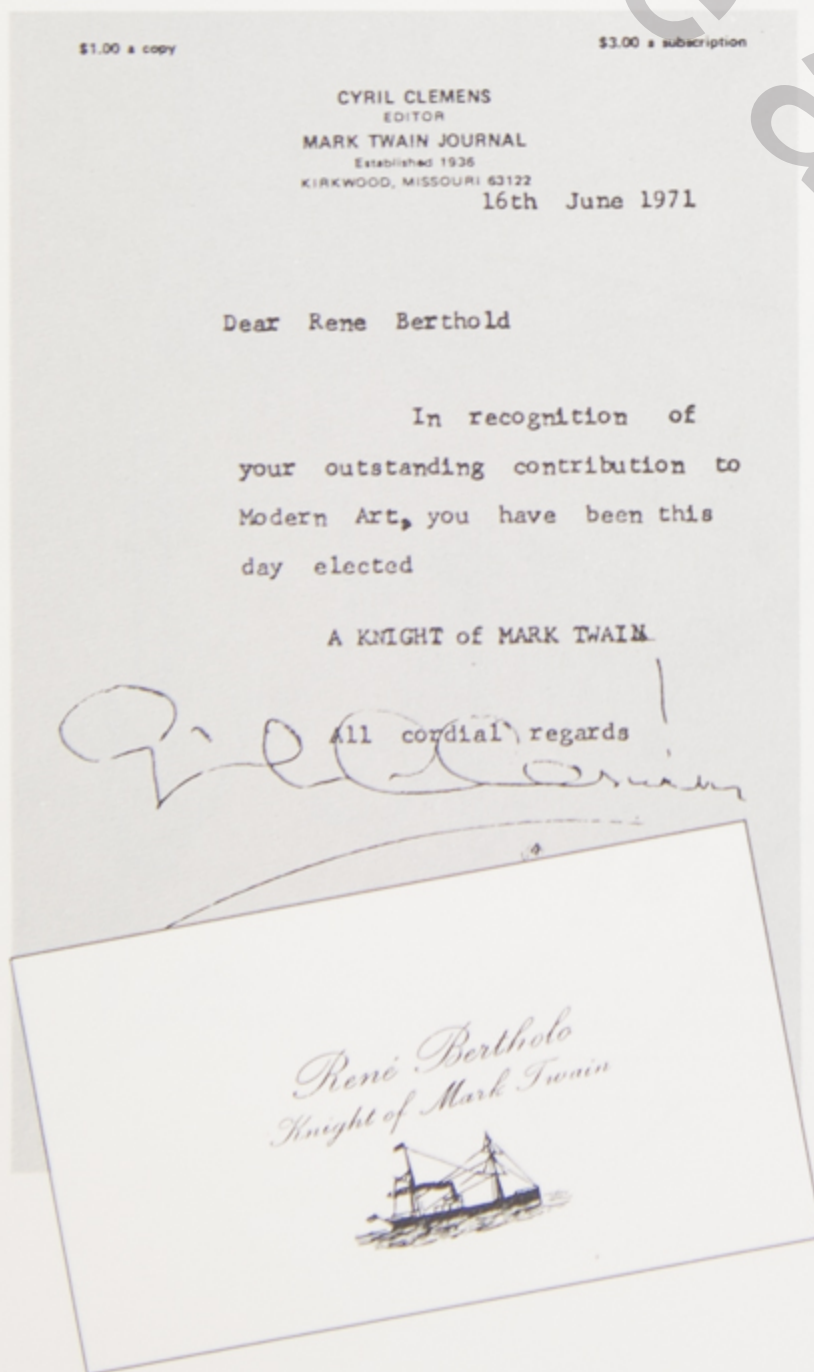 $1.00 a copy
$3.00 a subscription
CYRIL CLEMENS
EDITOR
MARK TWAIN JOURNAL
Established 1936
KIRKWOOD, MISSOURI 63122
16th June 1971
Dear Rene Berthold
In recognition of
your outstanding contribution to
Modern Art, you have been this
day elected
A KNIGHT of MARK TWAIN
All cordial regards
René Bertholo
Knight of Mark Twain